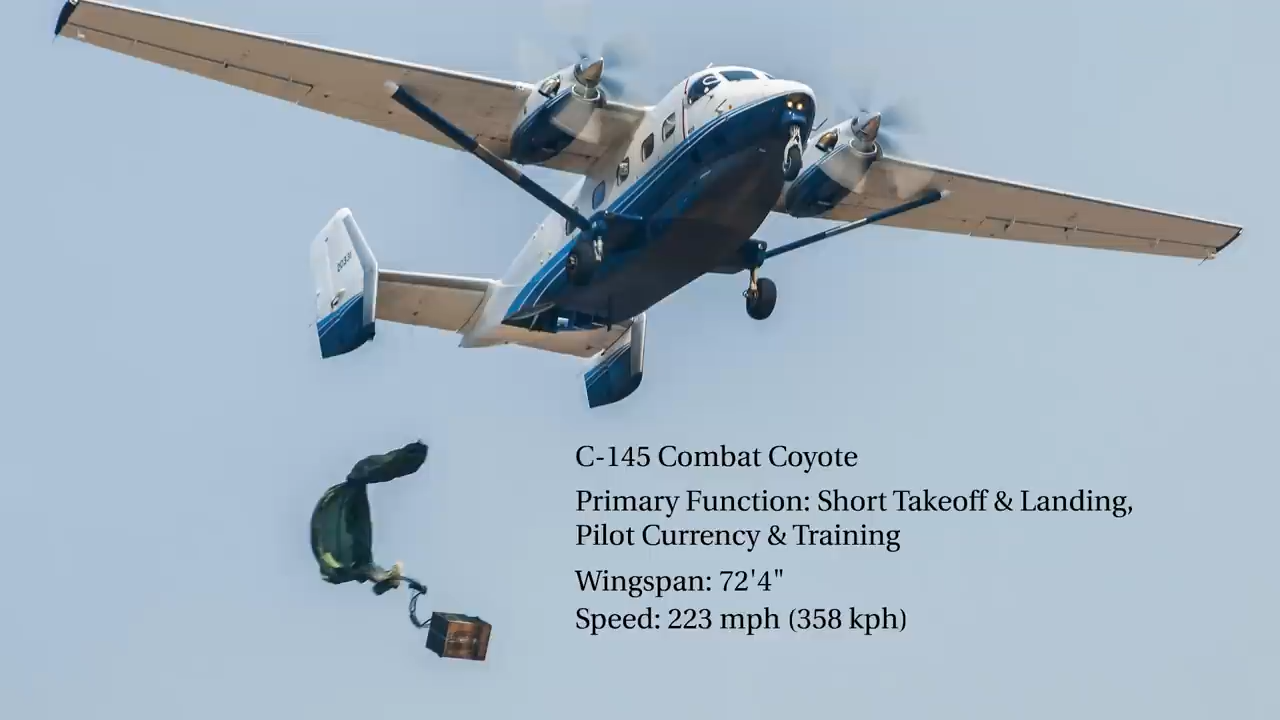 C-145 Combat Coyote
Primary Function: Short Takeoff & Landing,
Pilot Currency & Training
Wingspan: 72'4"
Speed: 223 mph (358 kph)